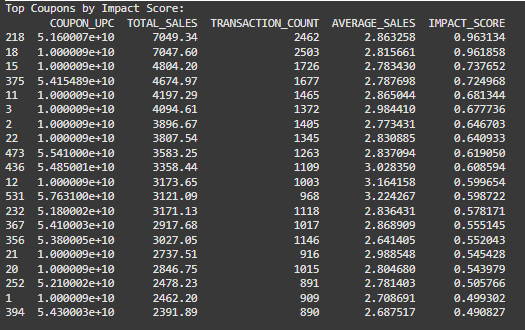 Top Coupons by Impact Score:
COUPON_UPC TOTAL_SALES TRANSACTION_COUNT AVERAGE_SALES IMPACT_SCORE
218 5.160007e+10 7049.34 2462 2.863258 0.963134
18 1.000009e+10 7047.60 2503 2.815661 0.961858
15 1.000009e+10 4804.20 1726 2.783430 0.737652
375 5.415489e+10 4674.97 1677 2.787698 0.724968
11 1.000009e+10 4197.29 1465 2.865044 0.681344
3 1.000009e+10 4094.61 1372 2.984410 0.677736
2 1.000009e+10 3896.67 1405 2.773431 0.646703
22 1.000009e+10 3807.54 1345 2.830885 0.640933
473 5.541000e+10 3583.25 1263 2.837094 0.619050
436 5.485001e+10 3358.44 1109 3.028350 0.608594
12 1.000009e+10 3173.65 1003 3.164158 0.599654
531 5.763100e+10 3121.09 968 3.224267 0.598722
232 5.180002e+10 3171.13 1118 2.836431 0.578171
367 5.410003e+10 2917.68 1017 2.868909 0.555145
356 5.380005e+10 3027.05 1146 2.641405 0.552043
21 1.000009e+10 2737.51 916 2.988548 0.545428
20 1.000009e+10 2846.75 1015 2.804680 0.543979
252 5.210002e+10 2478.23 891 2.781403 0.505766
1 1.000009e+10 2462.20 909 2.708691 0.499302
394 5.430003e+10 2391.89 890 2.687517 0.490827